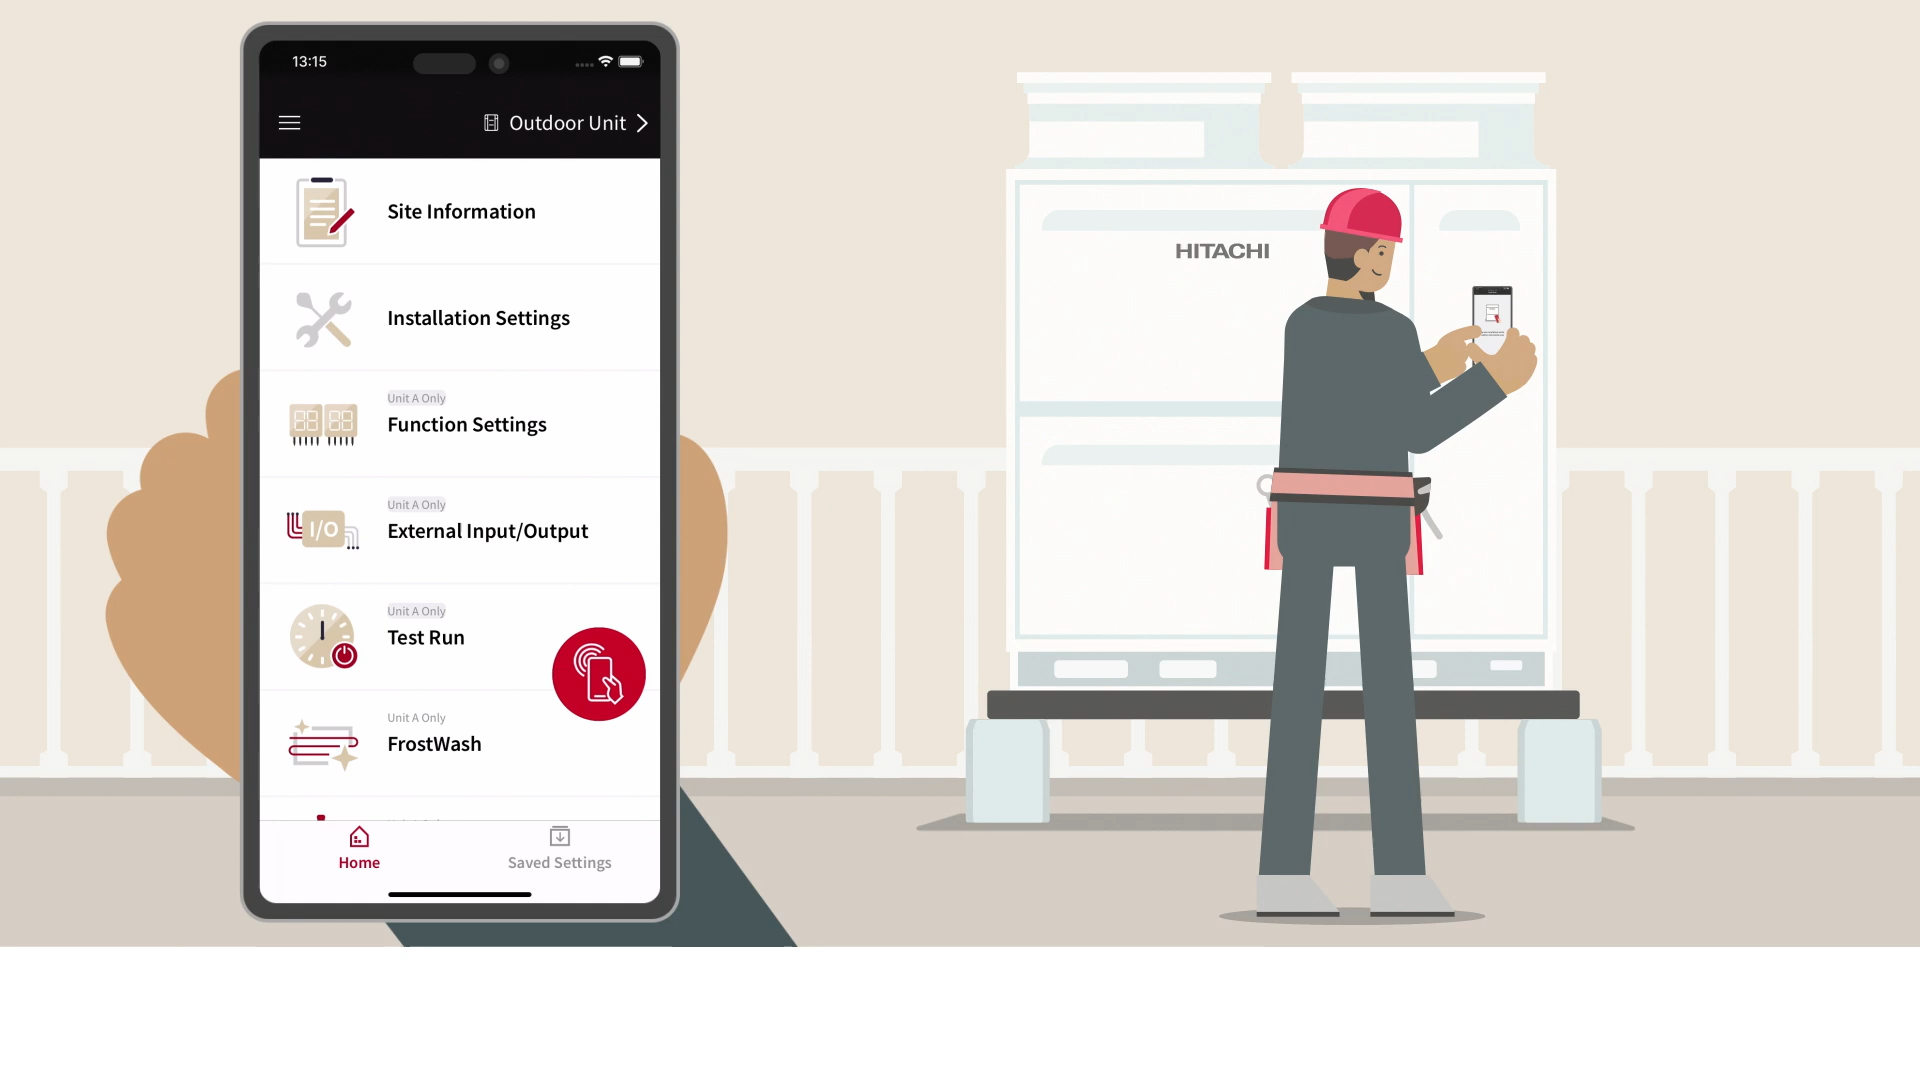 13:15
Outdoor Unit
Site Information
Installation Settings
Unit A Only
Function Settings
Unit A Only
I/O
External Input/Output
Unit A Only
Test Run
Unit A Only
FrostWash
Home
Saved Settings
HITACHI